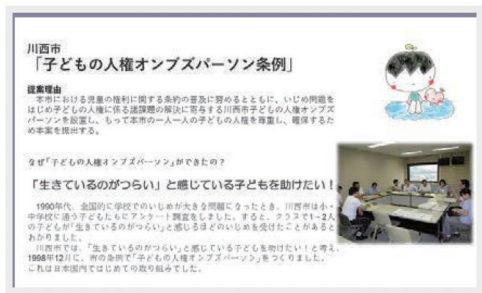 川西市
「子どもの人権オンブズパーソン条例」
提案理由
本市における児童の権利に関する条約の普及に努めるとともに、いじめ問題を
はじめ子どもの人権に係る諸課題の解決に寄与する川西市子どもの人権オンブズ
パーソンを設置し、もって本市の一人一人の子どもの人権を尊重し、確保するた
め本案を提出する。
なぜ「子どもの人権オンブズパーソン」ができたの？
「生きているのがつらい」と感じている子どもを助けたい！
1990年代、全国的に学校でのいじめが大きな問題になったとき、川西市は小・
中学校に通う子どもたちにアンケート調査をしました。すると、クラスで1~2人
の子どもが「生きているのがつらい」と感じるほどのいじめを受けたことがあると
わかりました。
川西市では、「生きているのがつらい」と感じている子どもを助けたい！と考え、
1998年12月に、市の条例で「子どもの人権オンブズパーソン」をつくりました。
これは日本国内ではじめての取り組みでした。